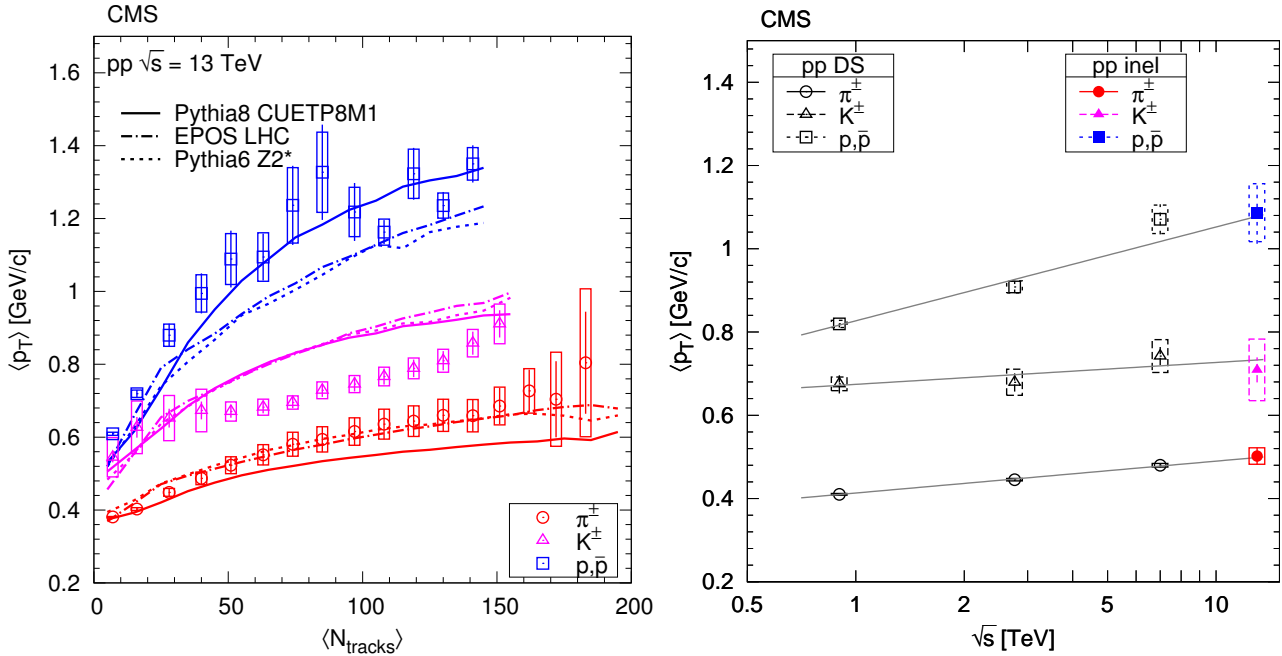 CMS
pp √s = 13 TeV
Pythia8 CUETP8M1
EPOS LHC
Pythia6 Z2*
1.6
1.4
1.2
1
0.8
0.6
0.4
0.2
⟨p_T⟩ [GeV/c]
π±
K±
p,p̄
0 50 100 150 200
⟨N_tracks⟩
CMS
pp DS
π±
K±
p,p̄
pp inel
π±
K±
p,p̄
1.4
1.2
1
0.8
0.6
0.4
0.2
⟨p_T⟩ [GeV/c]
0.5 1 2 5 10
√s [TeV]